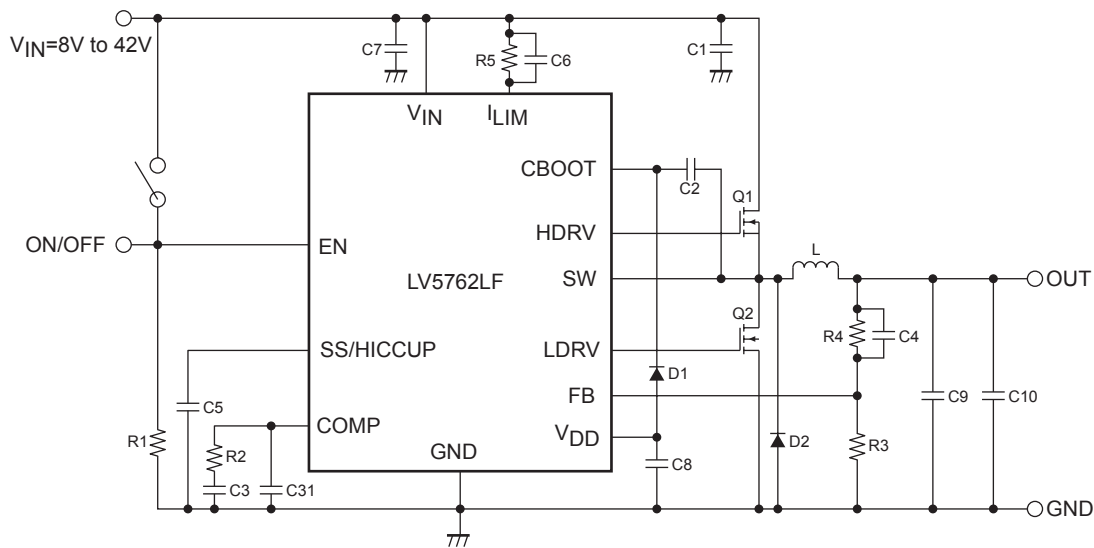 VIN=8V to 42V
C7
R5
C6
C1
VIN
ILIM
CBOOT
C2
Q1
ON/OFF
EN
HDRV
LV5762LF
SW
L
OUT
Q2
R4
C4
SS/HICCUP
LDRV
D1
C5
FB
C9
C10
COMP
VDD
R1
R2
GND
D2
R3
C3
C31
C8
GND